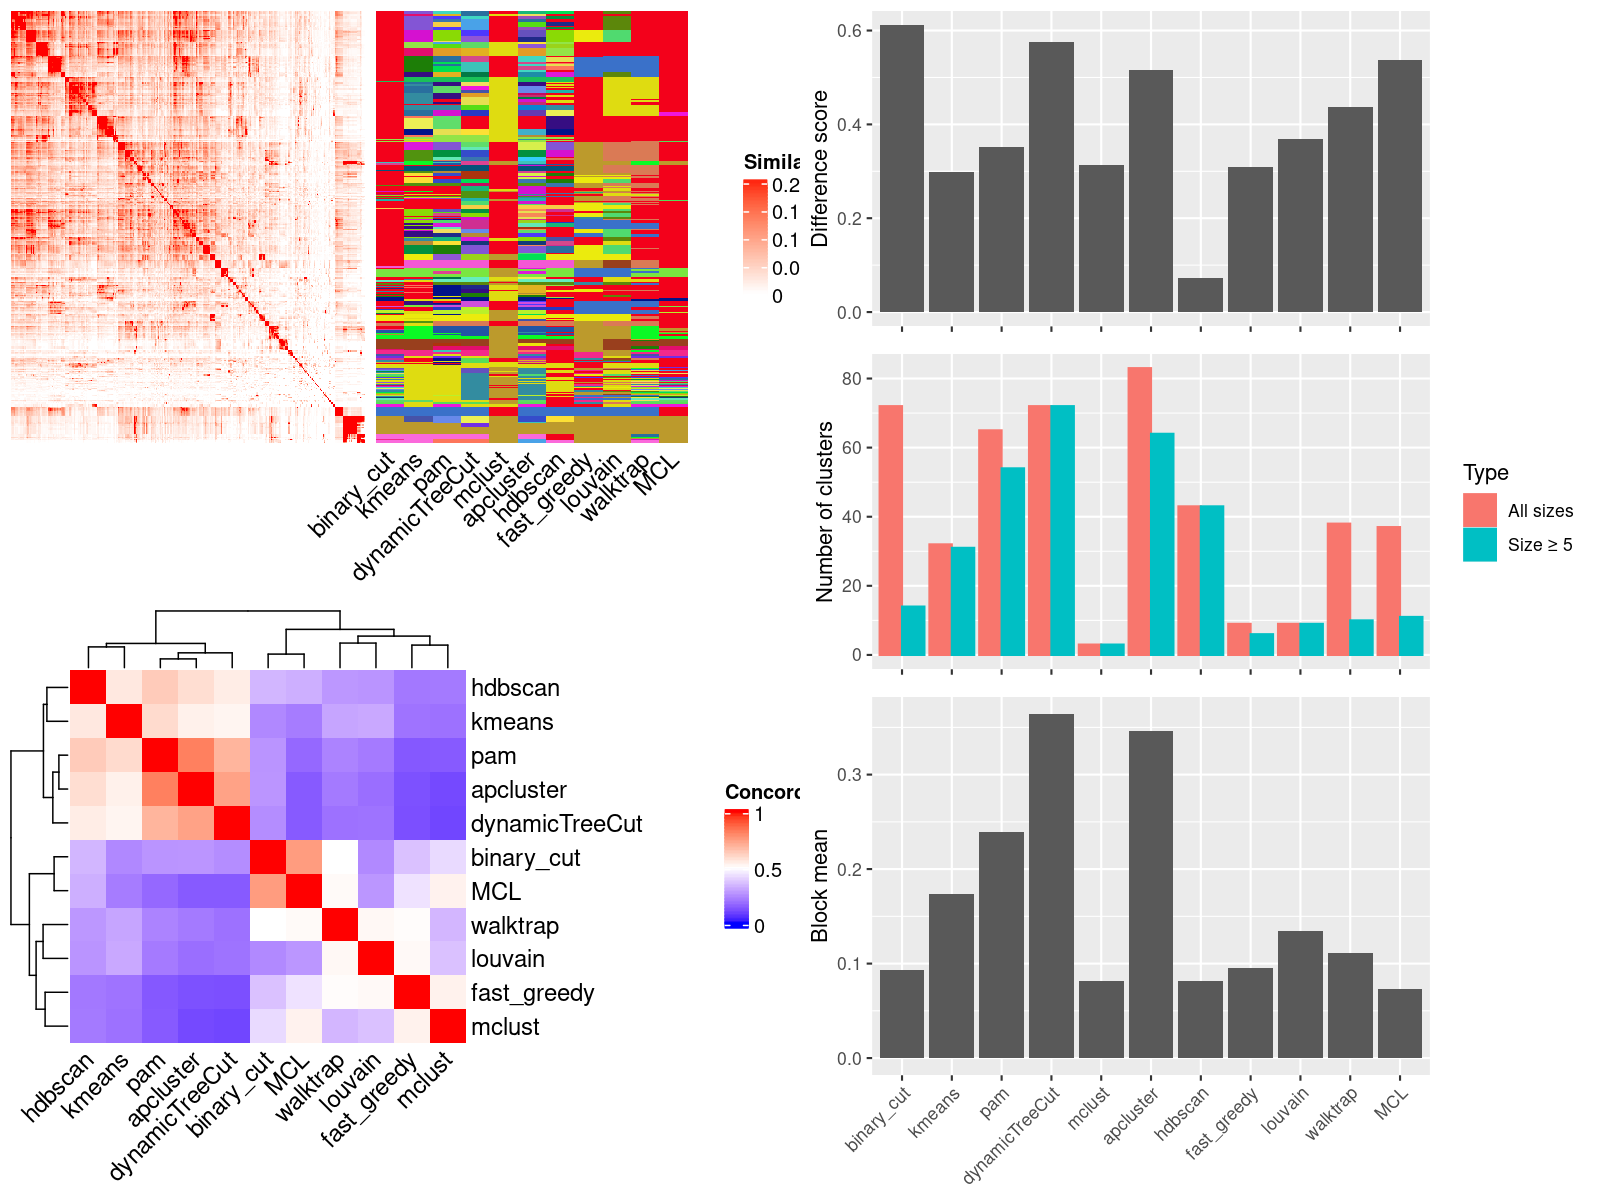 Simila
0.2
0.1
0.1
0.0
0
binary_cut
kmeans
pam
dynamicTreeCut
mclust
apcluster
hdbscan
fast_greedy
louvain
walktrap
MCL
hdbscan
kmeans
pam
apcluster
dynamicTreeCut
binary_cut
MCL
walktrap
louvain
fast_greedy
mclust
hdbscan
kmeans
pam
apcluster
dynamicTreeCut
binary_cut
MCL
walktrap
louvain
fast_greedy
mclust
Concord
1
0.5
0
Difference score
0.6
0.4
0.2
0.0
Number of clusters
80
60
40
20
0
Type
All sizes
Size ≥ 5
Block mean
0.3
0.2
0.1
0.0
binary_cut
kmeans
pam
dynamicTreeCut
mclust
apcluster
hdbscan
fast_greedy
louvain
walktrap
MCL